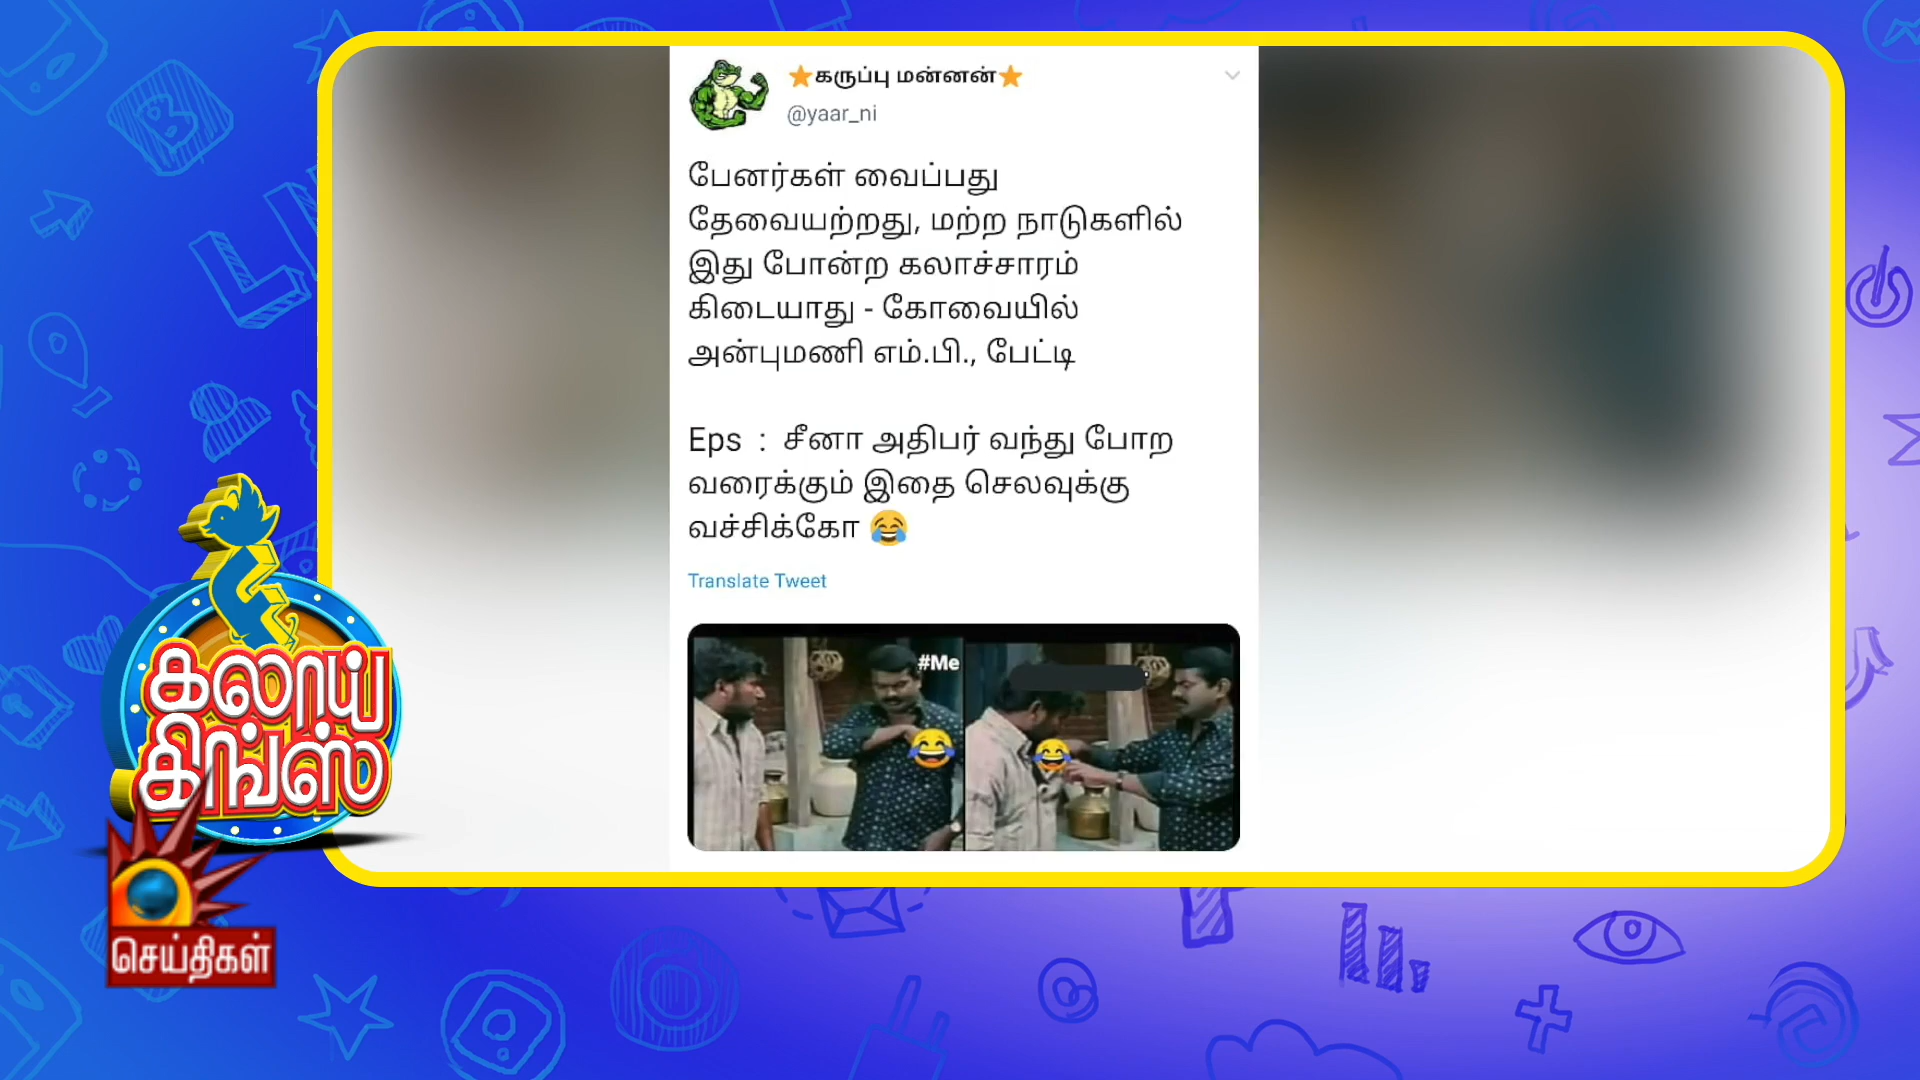 ⭐கருப்பு மன்னன்⭐
@yaar_ni
பேனர்கள் வைப்பது
தேவையற்றது, மற்ற நாடுகளில்
இது போன்ற கலாச்சாரம்
கிடையாது - கோவையில்
அன்புமணி எம்.பி., பேட்டி
Eps : சீனா அதிபர் வந்து போற
வரைக்கும் இதை செலவுக்கு
வச்சிக்கோ 😂
Translate Tweet
#Me
கலாய்
கிங்ஸ்
செய்திகள்